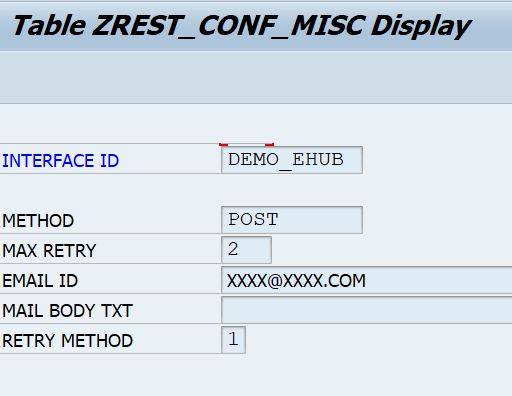 Table ZREST_CONF_MISC Display
INTERFACE ID DEMO_EHUB
METHOD POST
MAX RETRY 2
EMAIL ID XXXX@XXXX.COM
MAIL BODY TXT
RETRY METHOD 1